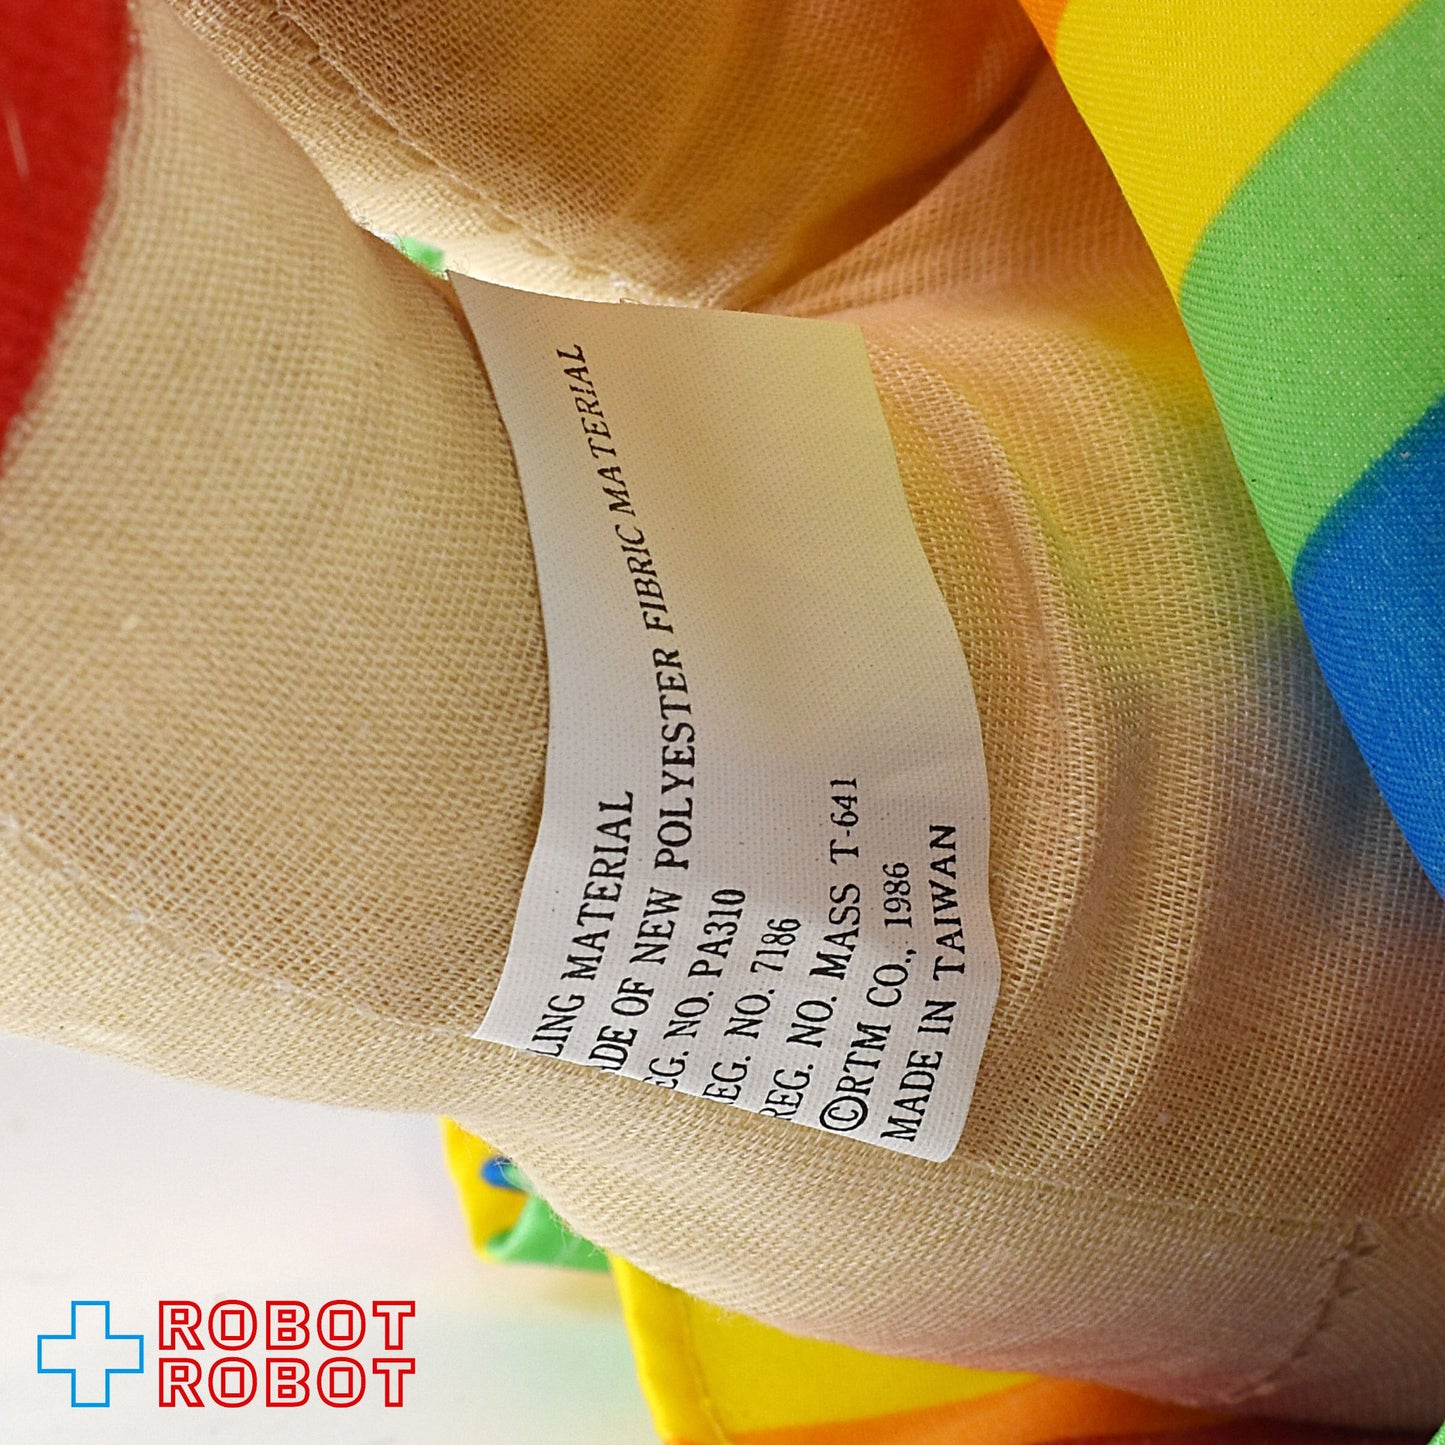 LING MATERIAL
DE OF NEW POLYESTER FIBRIC MATERIAL
EG. NO. PA310
EG. NO. 7186
REG. NO. MASS T-641
©RTM CO., 1986
MADE IN TAIWAN
ROBOT
ROBOT